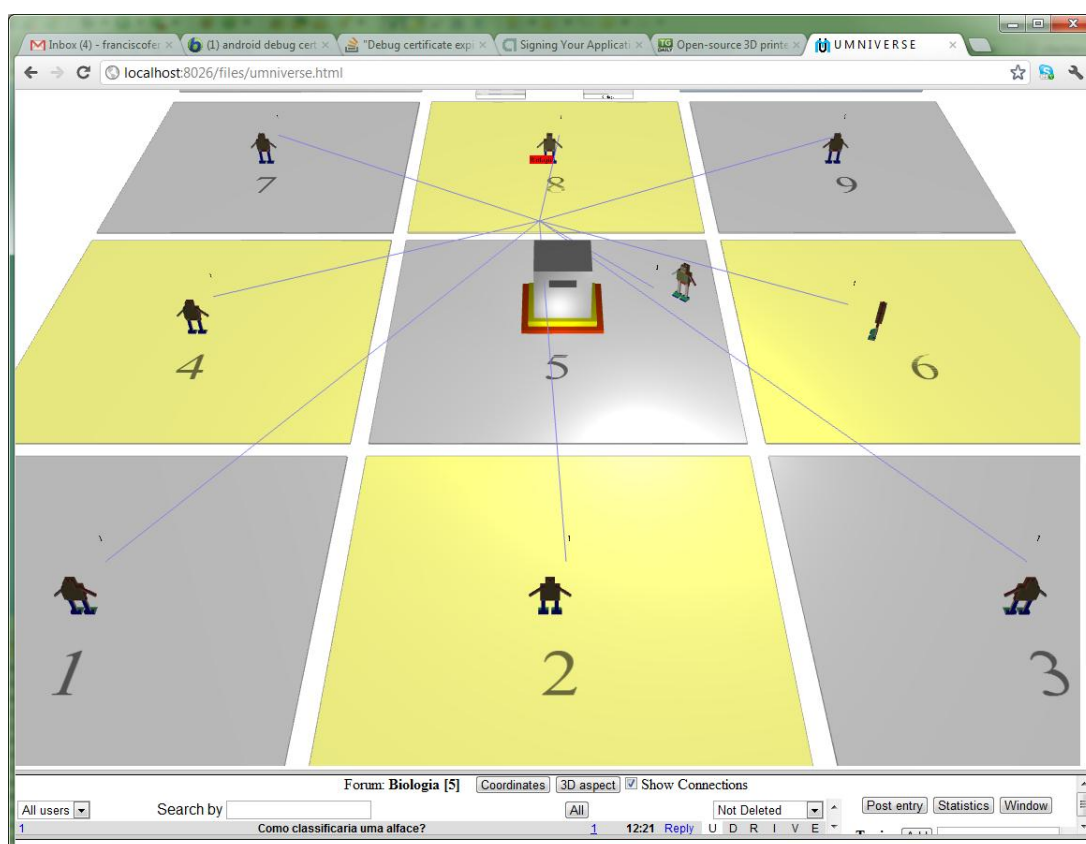 Inbox (4) - franciscofer
(1) android debug cert
"Debug certificate expi
Signing Your Applicati
Open-source 3D printe
UMNIVERSE
localhost:8026/files/umniverse.html
7 8 9
4 5 6
1 2 3
Forum: Biologia [5] Coordinates 3D aspect Show Connections
All users Search by All Not Deleted Post entry Statistics Window
1 Como classificaria uma alface? 1 12:21 Reply U D R I V E